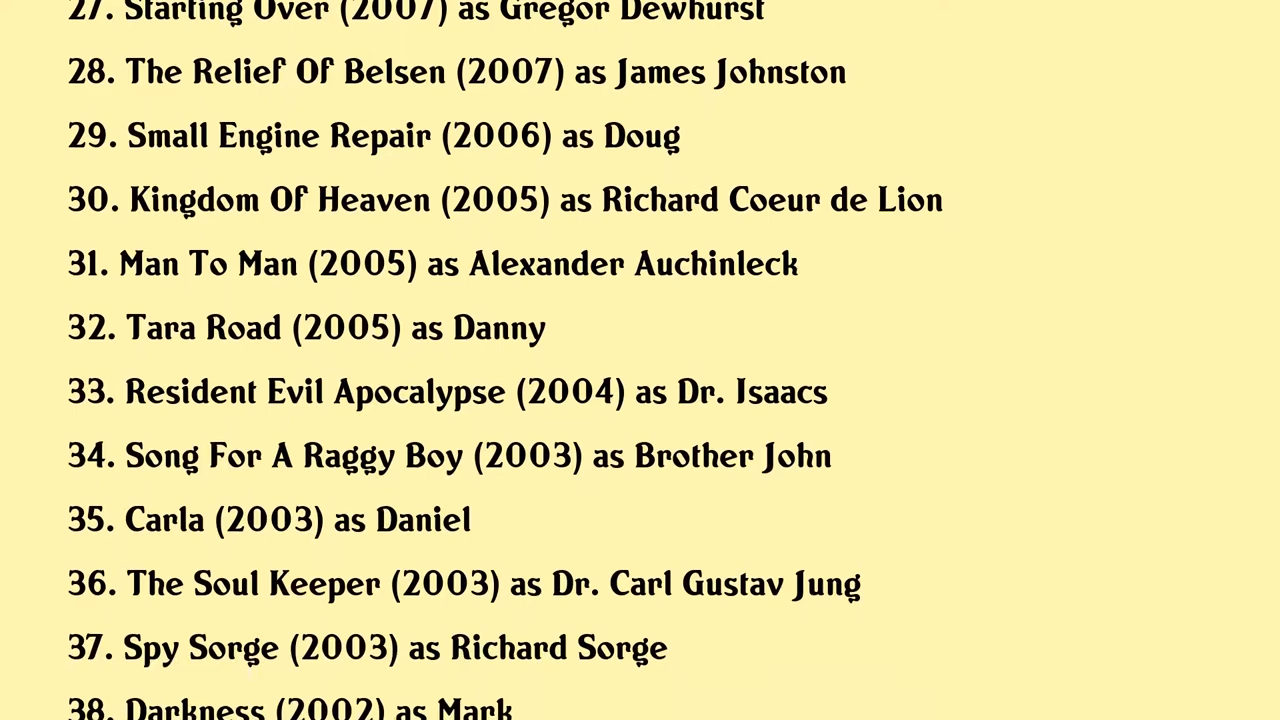 27. Starting Over (2007) as Gregor Dewhurst
28. The Relief Of Belsen (2007) as James Johnston
29. Small Engine Repair (2006) as Doug
30. Kingdom Of Heaven (2005) as Richard Coeur de Lion
31. Man To Man (2005) as Alexander Auchinleck
32. Tara Road (2005) as Danny
33. Resident Evil Apocalypse (2004) as Dr. Isaacs
34. Song For A Raggy Boy (2003) as Brother John
35. Carla (2003) as Daniel
36. The Soul Keeper (2003) as Dr. Carl Gustav Jung
37. Spy Sorge (2003) as Richard Sorge
38. Darkness (2002) as Mark